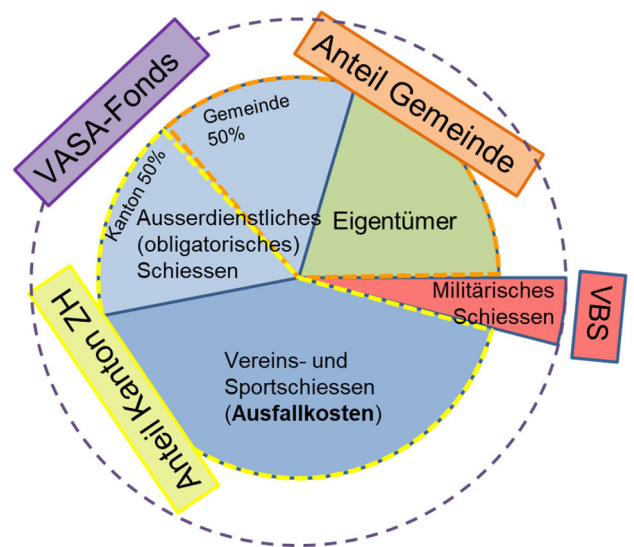 VASA-Fonds
Anteil Gemeinde
Gemeinde
50%
Kanton 50%
Ausserdienstliches
(obligatorisches)
Schiessen
Eigentümer
Militärisches
Schiessen
VBS
Anteil Kanton ZH
Vereins- und
Sportschiessen
(Ausfallkosten)